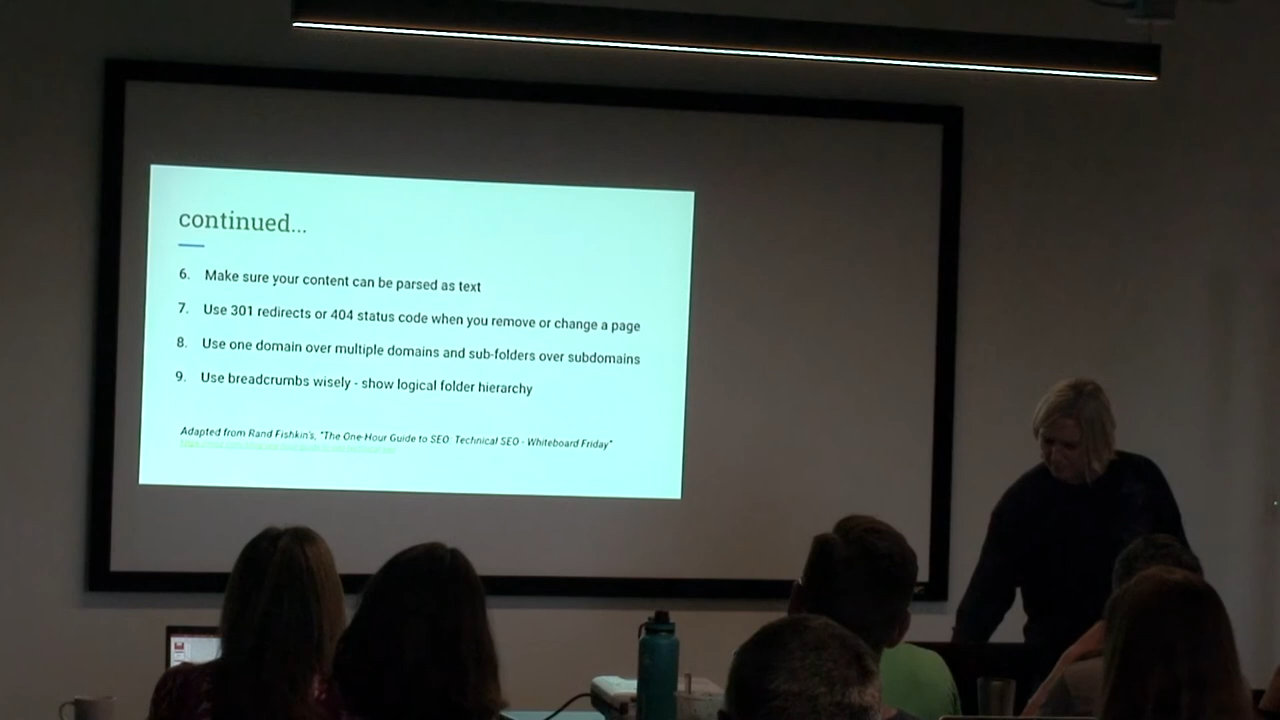 continued...
6. Make sure your content can be parsed as text
7. Use 301 redirects or 404 status code when you remove or change a page
8. Use one domain over multiple domains and sub-folders over subdomains
9. Use breadcrumbs wisely - show logical folder hierarchy
Adapted from Rand Fishkin's, "The One-Hour Guide to SEO: Technical SEO - Whiteboard Friday"